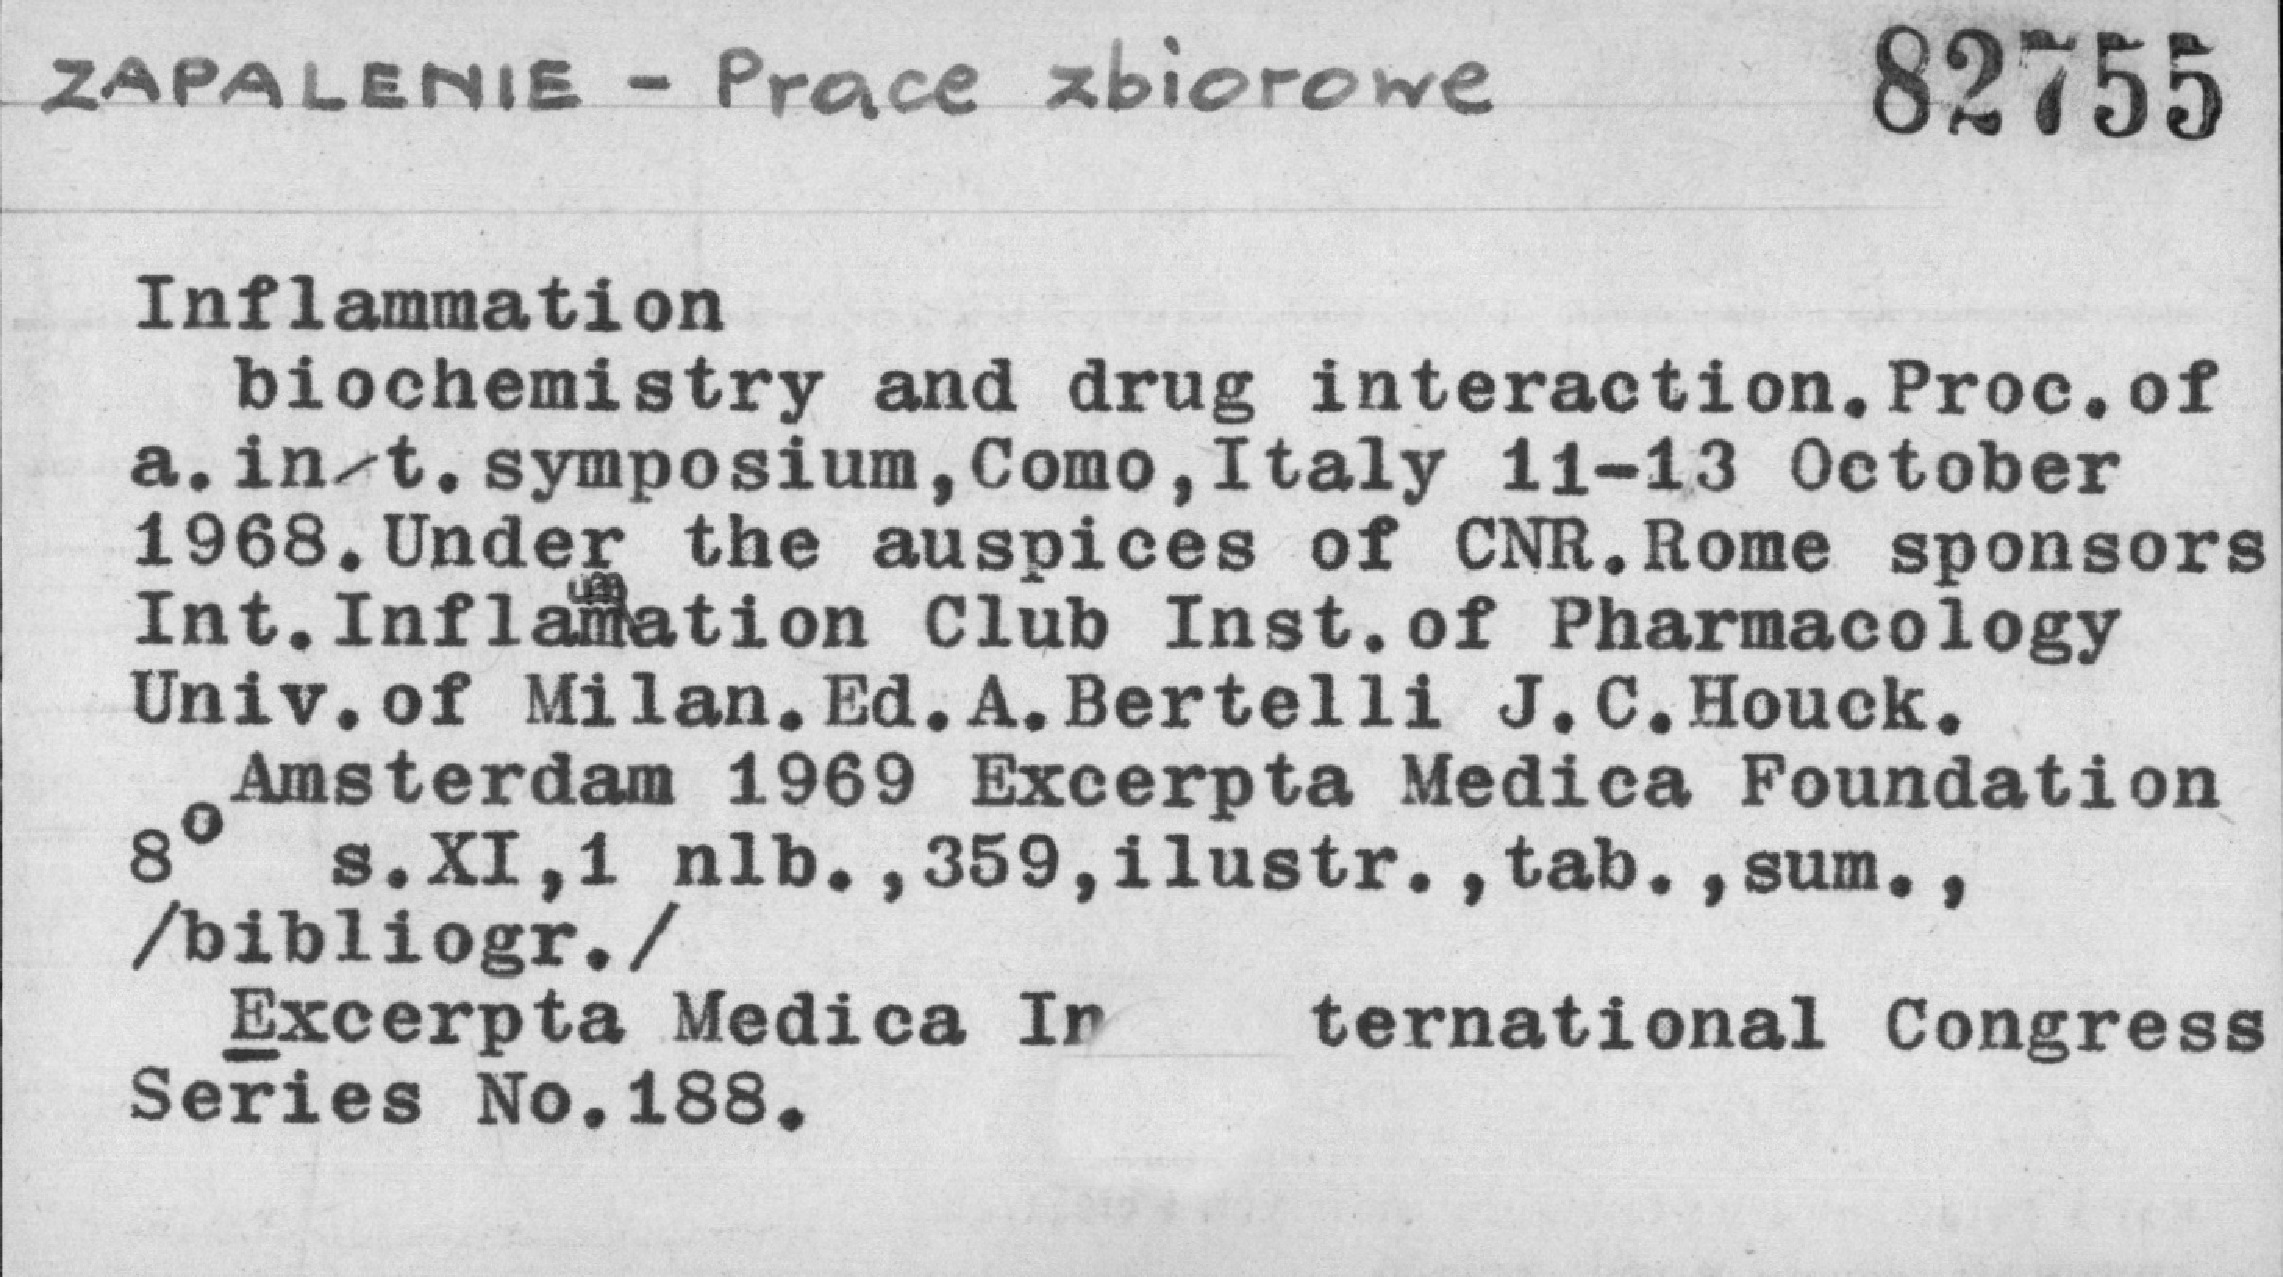 ZAPALENIE - Prace zbiorowe 82755
Inflammation
biochemistry and drug interaction.Proc.of
a.in-t.symposium,Como,Italy 11-13 October
1968.Under the auspices of CNR.Rome sponsors
Int.Inflammation Club Inst.of Pharmacology
Univ.of Milan.Ed.A.Bertelli J.C.Houck.
Amsterdam 1969 Excerpta Medica Foundation
8° s.XI,1 nlb.,359,ilustr.,tab.,sum.,
/bibliogr./
Excerpta Medica In ternational Congress
Series No.188.